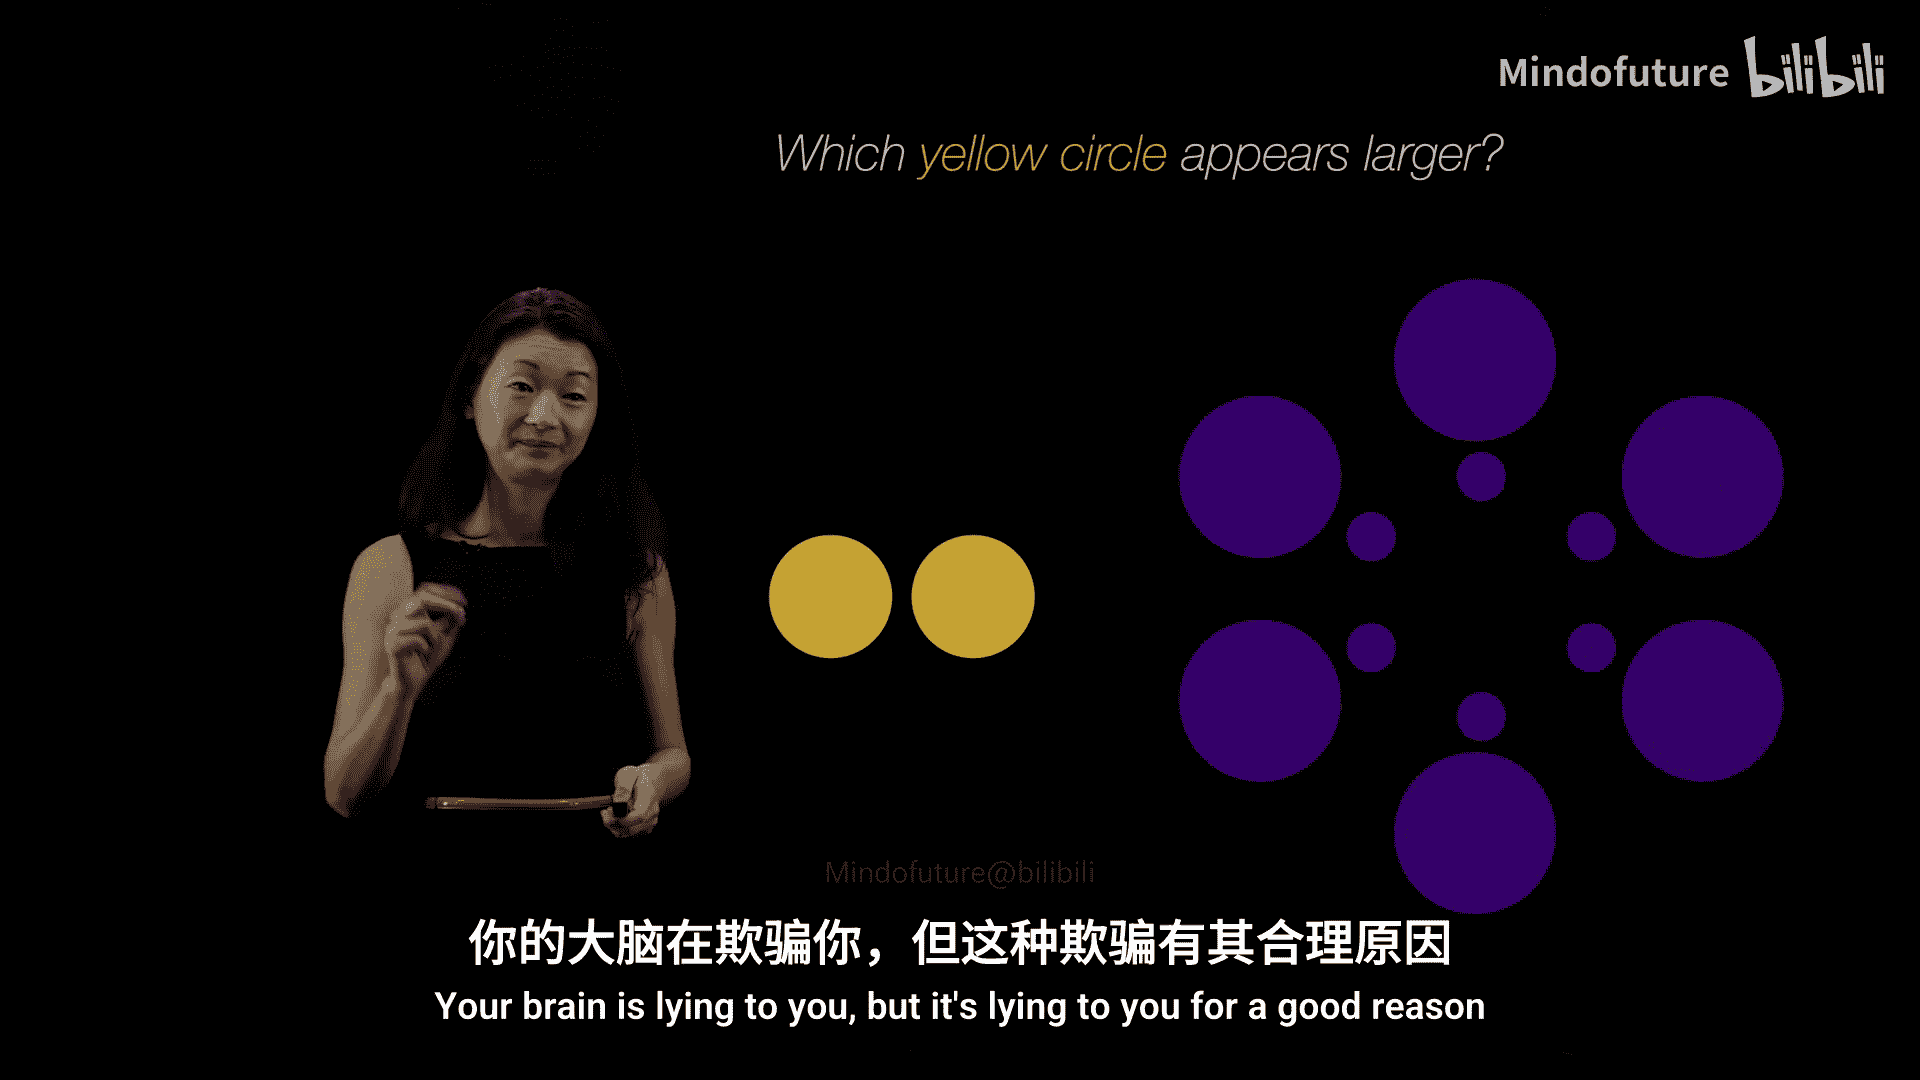 Mindofuture bilibili
Which yellow circle appears larger?
Mindofuture@bilibili
你的大脑在欺骗你，但这种欺骗有其合理原因
Your brain is lying to you, but it's lying to you for a good reason